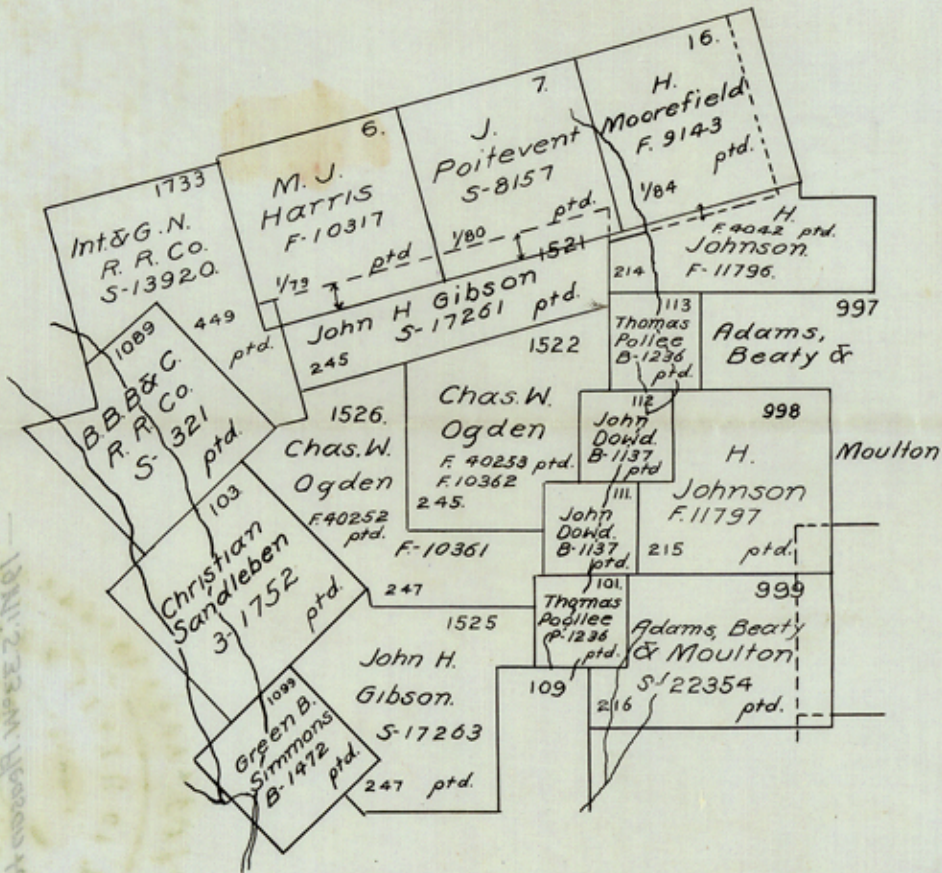 16.
H.
Moorefield
F. 9143
ptd.
1/84
7.
J.
Poitevent
S-8157
ptd.
1/80
6.
M. J.
Harris
F-10317
ptd
1/79
1733
Int. & G. N.
R. R. Co.
S-13920.
449
ptd.
1521
John H Gibson
S-17261 ptd.
245
H.
F. 4042 ptd.
Johnson
214 F-11796.
997
Adams,
Beaty &
Moulton
113
Thomas
Pollee
B-1236
ptd.
1089
B. B. B & C.
R. R. Co.
S- 321
ptd.
1522
Chas. W.
Ogden
F. 40253 ptd.
F. 10362
245.
1526.
Chas. W.
Ogden
F. 40252
ptd.
F-10361
247
112
John
Dowd.
B-1137
ptd
998
H.
Johnson
F. 11797
215 ptd.
111.
John
Dowd.
B-1137
ptd.
103.
Christian
Sandleben
3-1752
ptd.
101.
Thomas
Poollee
P-1236
ptd.
999
Adams, Beaty
& Moulton
S-22354
216 ptd.
1525
John H.
Gibson.
S-17263
247 ptd.
109
1099
Green B.
Simmons
B-1472
ptd.